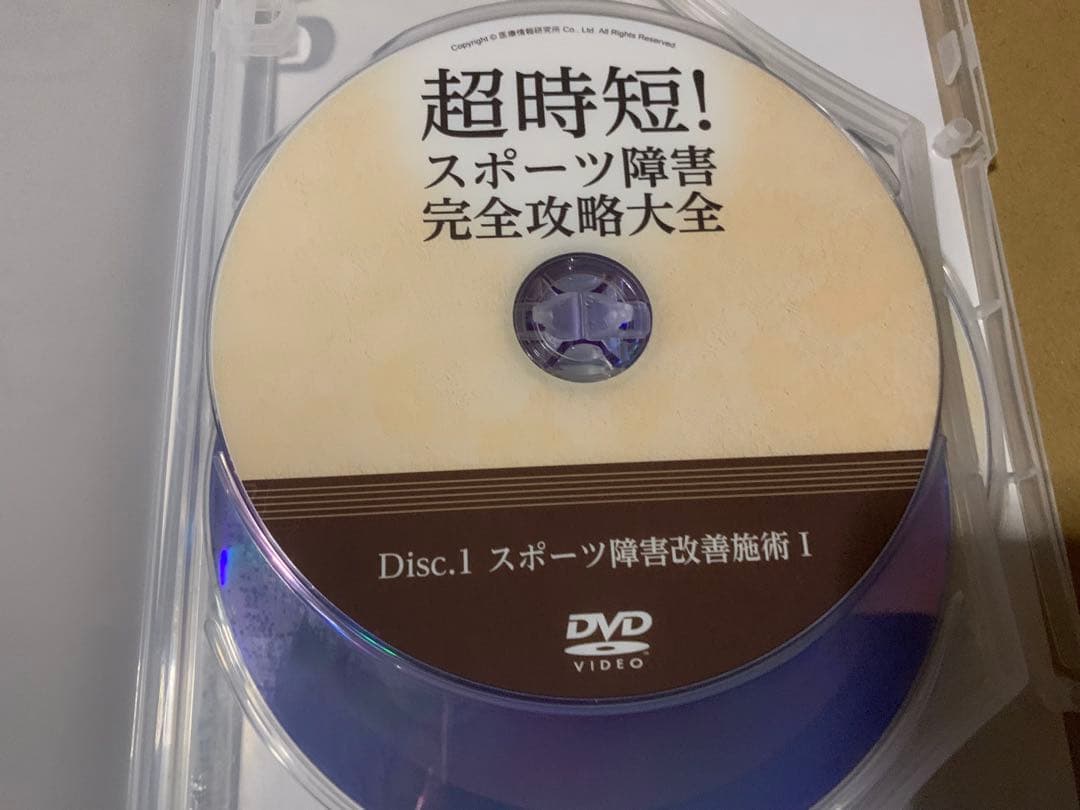 Copyright © 医療情報研究所 Co., Ltd. All Rights Reserved
超時短!
スポーツ障害
完全攻略大全
Disc.1 スポーツ障害改善施術 I
DVD
VIDEO